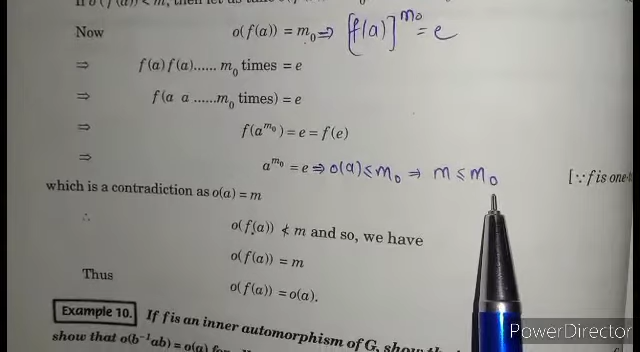 Now o(f(a)) = m₀ ⇒ [f(a)]^m₀ = e
⇒ f(a) f(a)...... m₀ times = e
⇒ f(a a ......m₀ times) = e
⇒ f(a^m₀) = e = f(e)
⇒ a^m₀ = e ⇒ o(a) ≤ m₀ ⇒ m ≤ m₀ [∵ f is one-
which is a contradiction as o(a) = m
∴ o(f(a)) ≮ m and so, we have
o(f(a)) = m
Thus o(f(a)) = o(a).
Example 10. If f is an inner automorphism of G, show
show that o(b⁻¹ab) = o(a)
PowerDirector